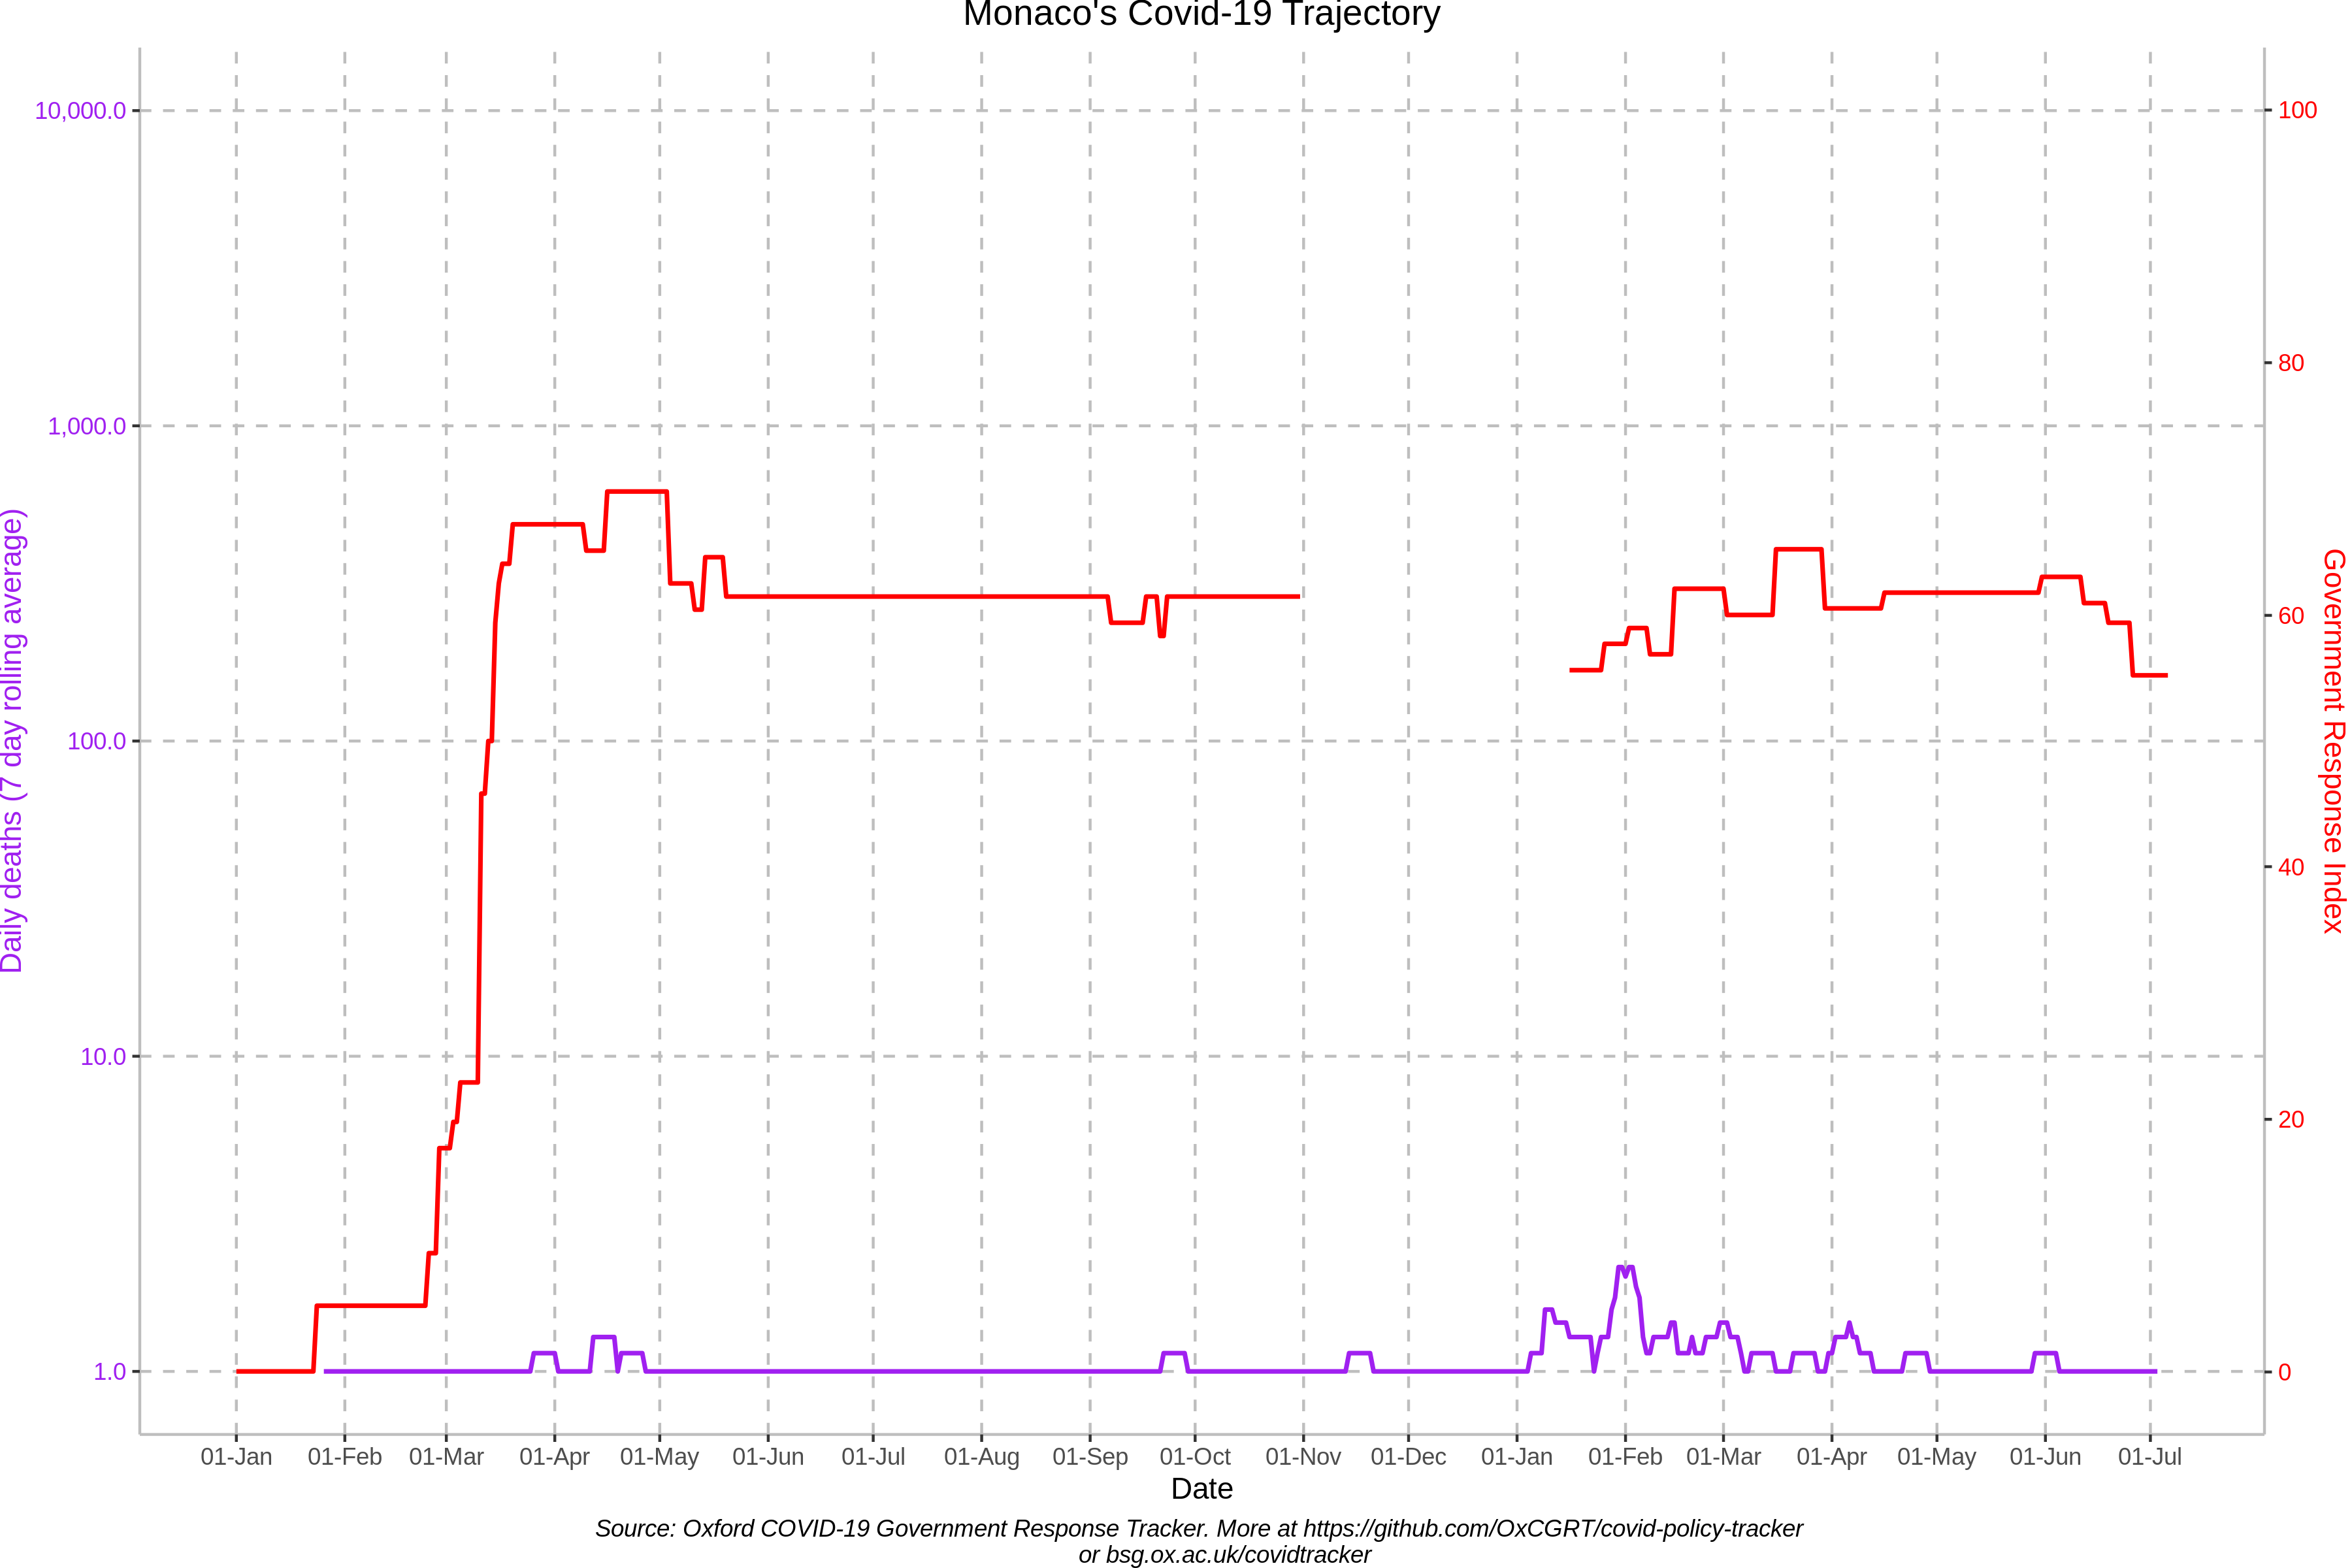 Monaco's Covid-19 Trajectory
10,000.0
1,000.0
100.0
10.0
1.0
Daily deaths (7 day rolling average)
100
80
60
40
20
0
Government Response Index
01-Jan 01-Feb 01-Mar 01-Apr 01-May 01-Jun 01-Jul 01-Aug 01-Sep 01-Oct 01-Nov 01-Dec 01-Jan 01-Feb 01-Mar 01-Apr 01-May 01-Jun 01-Jul
Date
Source: Oxford COVID-19 Government Response Tracker. More at https://github.com/OxCGRT/covid-policy-tracker
or bsg.ox.ac.uk/covidtracker